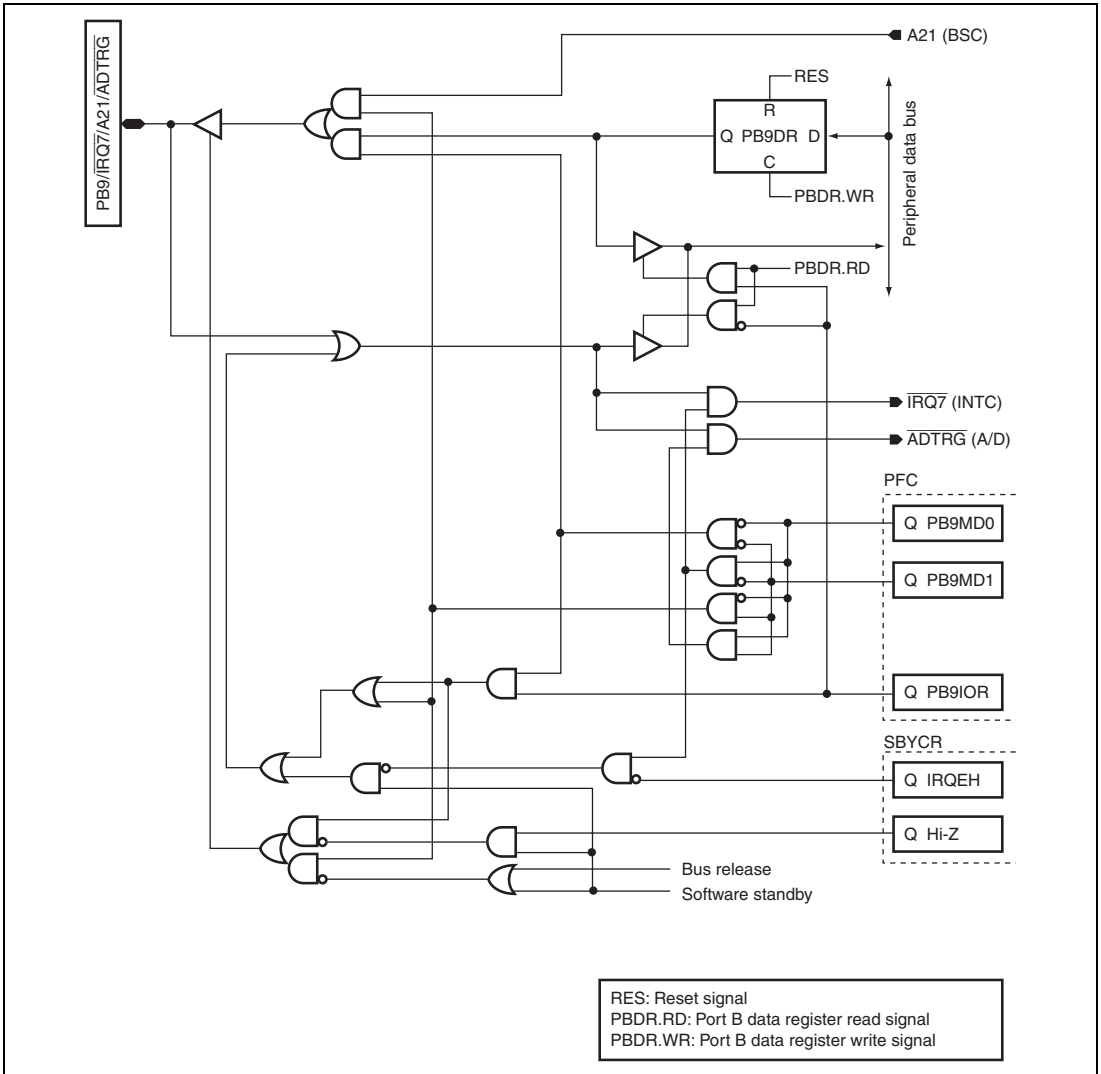 PB9/IRQ7/A21/ADTRG
A21 (BSC)
RES
R
Q PB9DR D
C
PBDR.WR
Peripheral data bus
PBDR.RD
IRQ7 (INTC)
ADTRG (A/D)
PFC
Q PB9MD0
Q PB9MD1
Q PB9IOR
SBYCR
Q IRQEH
Q Hi-Z
Bus release
Software standby
RES: Reset signal
PBDR.RD: Port B data register read signal
PBDR.WR: Port B data register write signal